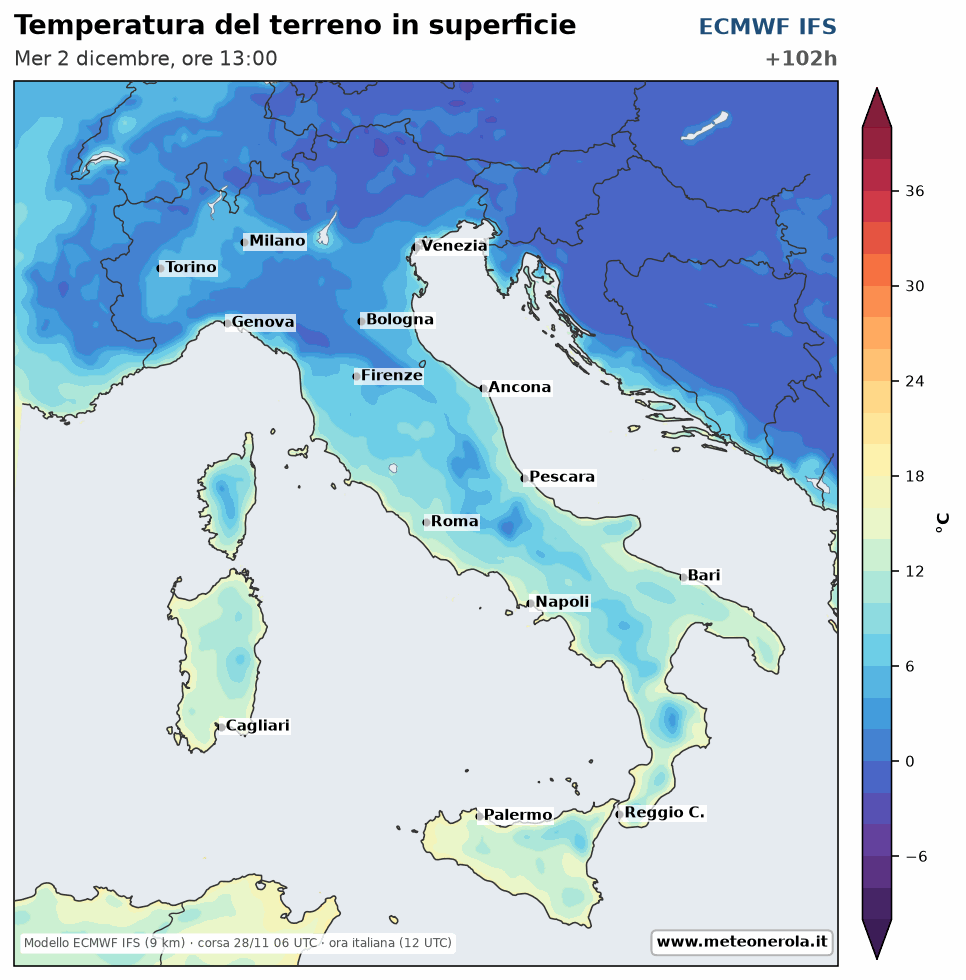 Temperatura del terreno in superficie
ECMWF IFS
Mer 2 dicembre, ore 13:00
+102h
Milano
Venezia
Torino
Genova
Bologna
Firenze
Ancona
Pescara
Roma
Bari
Napoli
Cagliari
Palermo
Reggio C.
36
30
24
18
12
6
0
−6
°C
Modello ECMWF IFS (9 km) · corsa 28/11 06 UTC · ora italiana (12 UTC)
www.meteonerola.it